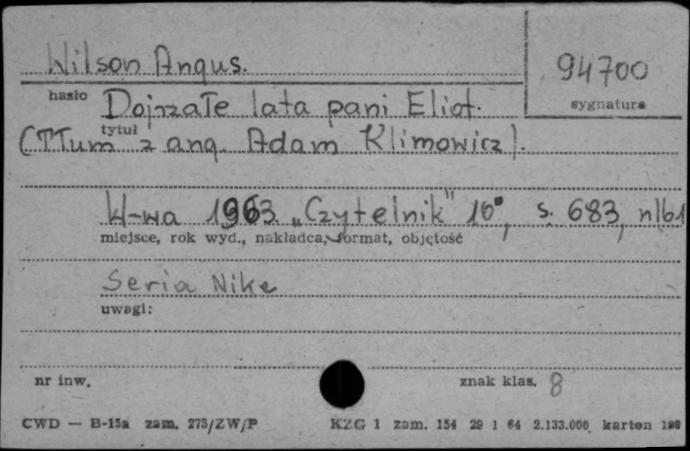 Wilson Angus.
94700
hasło
sygnatura
Dojrzałe lata pani Eliot.
tytuł
(Tłum z ang. Adam Klimowicz).
W-wa 1963 „Czytelnik" 16°, s. 683, nlb1
miejsce, rok wyd., nakładca, format, objętość
Seria Nike
uwagi:
nr inw.
znak klas. 8
CWD — B-15a zam. 275/ZW/P
KZG 1 zam. 154 29 1 64 2.133.000 karton